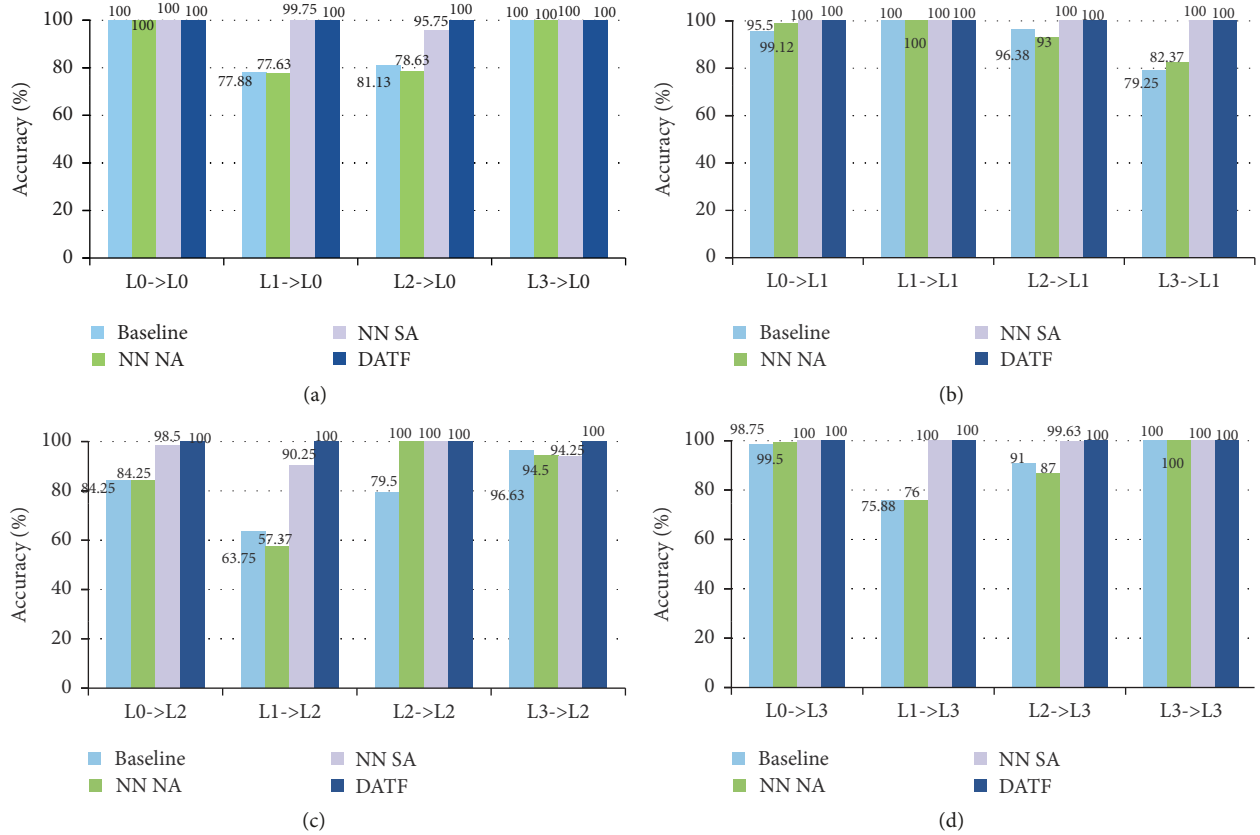 Accuracy (%)
100
80
60
40
20
0
100
100
100
100
77.88
77.63
99.75
100
81.13
78.63
95.75
100
100
100
100
100
L0->L0
L1->L0
L2->L0
L3->L0
Baseline
NN SA
NN NA
DATF
(a)
Accuracy (%)
100
80
60
40
20
0
95.5
99.12
100
100
100
100
100
100
96.38
93
100
100
79.25
82.37
100
100
L0->L1
L1->L1
L2->L1
L3->L1
Baseline
NN SA
NN NA
DATF
(b)
Accuracy (%)
100
80
60
40
20
0
84.25
84.25
98.5
100
63.75
57.37
90.25
100
79.5
100
100
100
96.63
94.5
94.25
100
L0->L2
L1->L2
L2->L2
L3->L2
Baseline
NN SA
NN NA
DATF
(c)
Accuracy (%)
100
80
60
40
20
0
98.75
99.5
100
100
75.88
76
100
100
91
87
99.63
100
100
100
100
100
L0->L3
L1->L3
L2->L3
L3->L3
Baseline
NN SA
NN NA
DATF
(d)